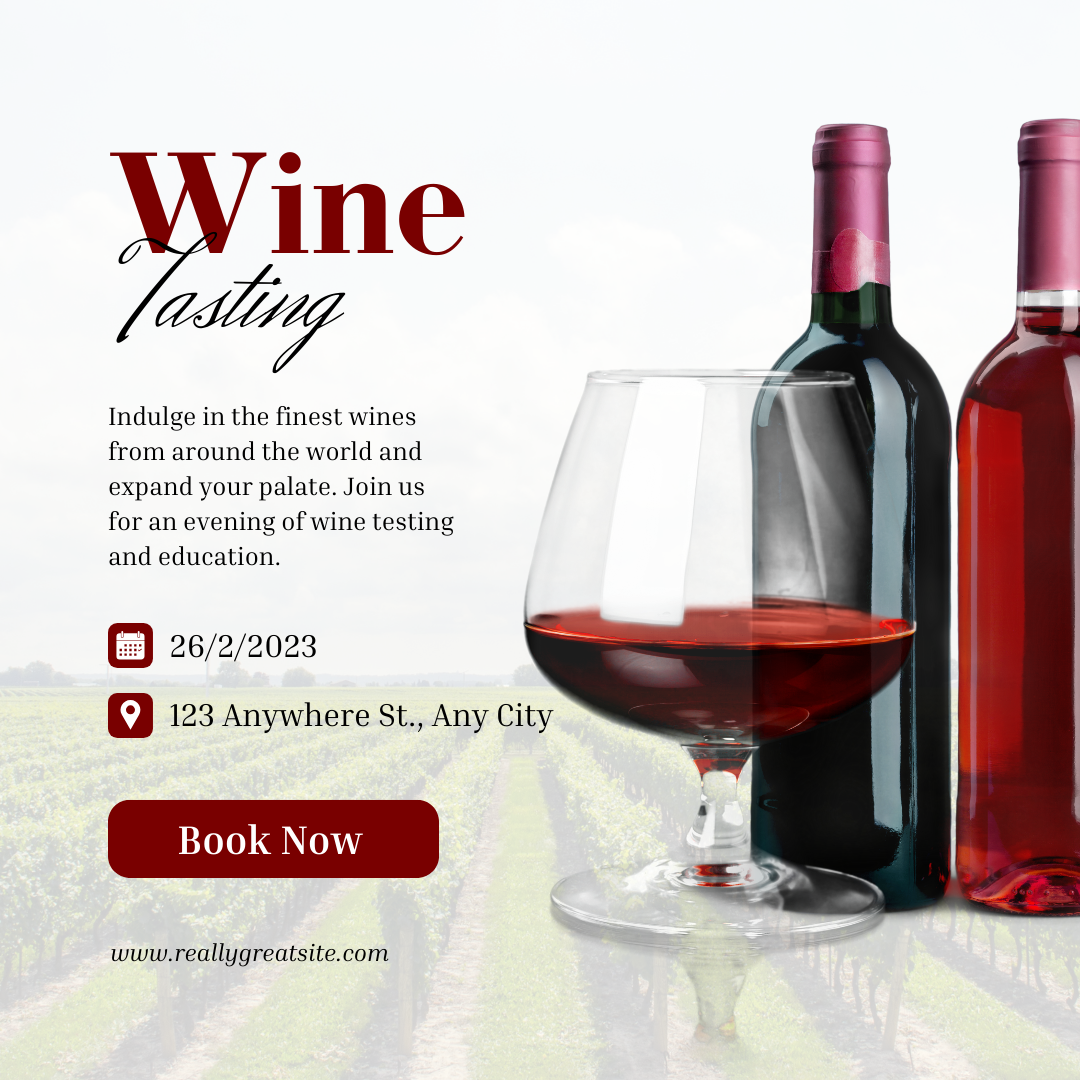 Wine
Tasting
Indulge in the finest wines
from around the world and
expand your palate. Join us
for an evening of wine testing
and education.
26/2/2023
123 Anywhere St., Any City
Book Now
www.reallygreatsite.com